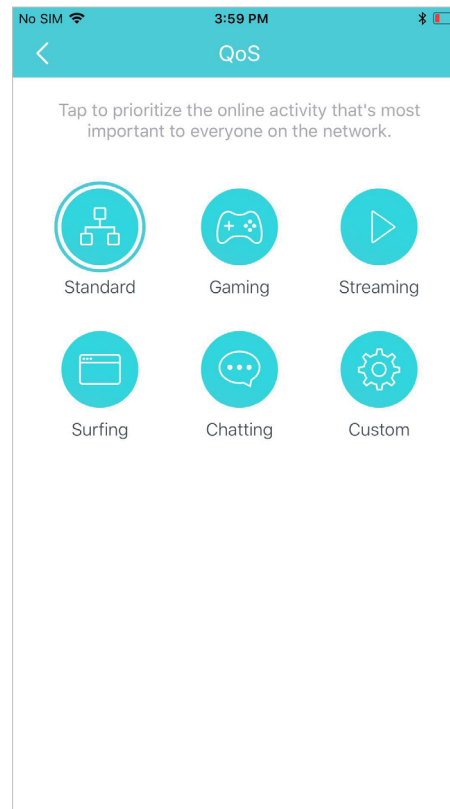 No SIM 3:59 PM
QoS
Tap to prioritize the online activity that's most
important to everyone on the network.
Standard Gaming Streaming
Surfing Chatting Custom